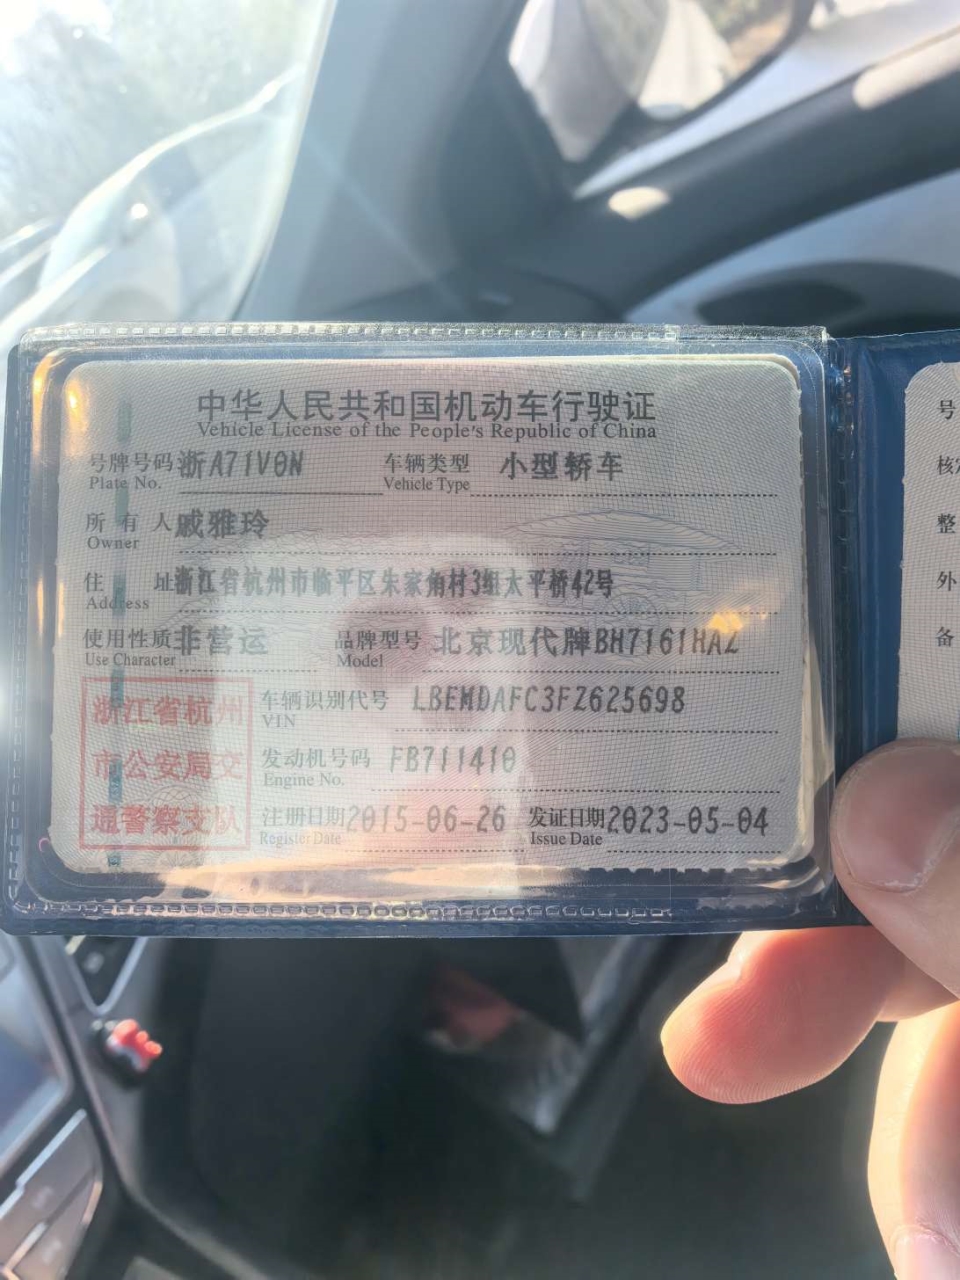 中华人民共和国机动车行驶证
Vehicle License of the People's Republic of China
号牌号码 浙A71V0N 车辆类型 小型轿车
Plate No. Vehicle Type
所有人 戚雅玲
Owner
住址 浙江省杭州市临平区朱家角村3组太平桥42号
Address
使用性质 非营运 品牌型号 北京现代牌BH7161HAZ
Use Character Model
浙江省杭州
市公安局交
通警察支队
车辆识别代号 LBEMDAFC3FZ625698
VIN
发动机号码 FB711410
Engine No.
注册日期 2015-06-26 发证日期 2023-05-04
Register Date Issue Date
号
核定
整
外
备